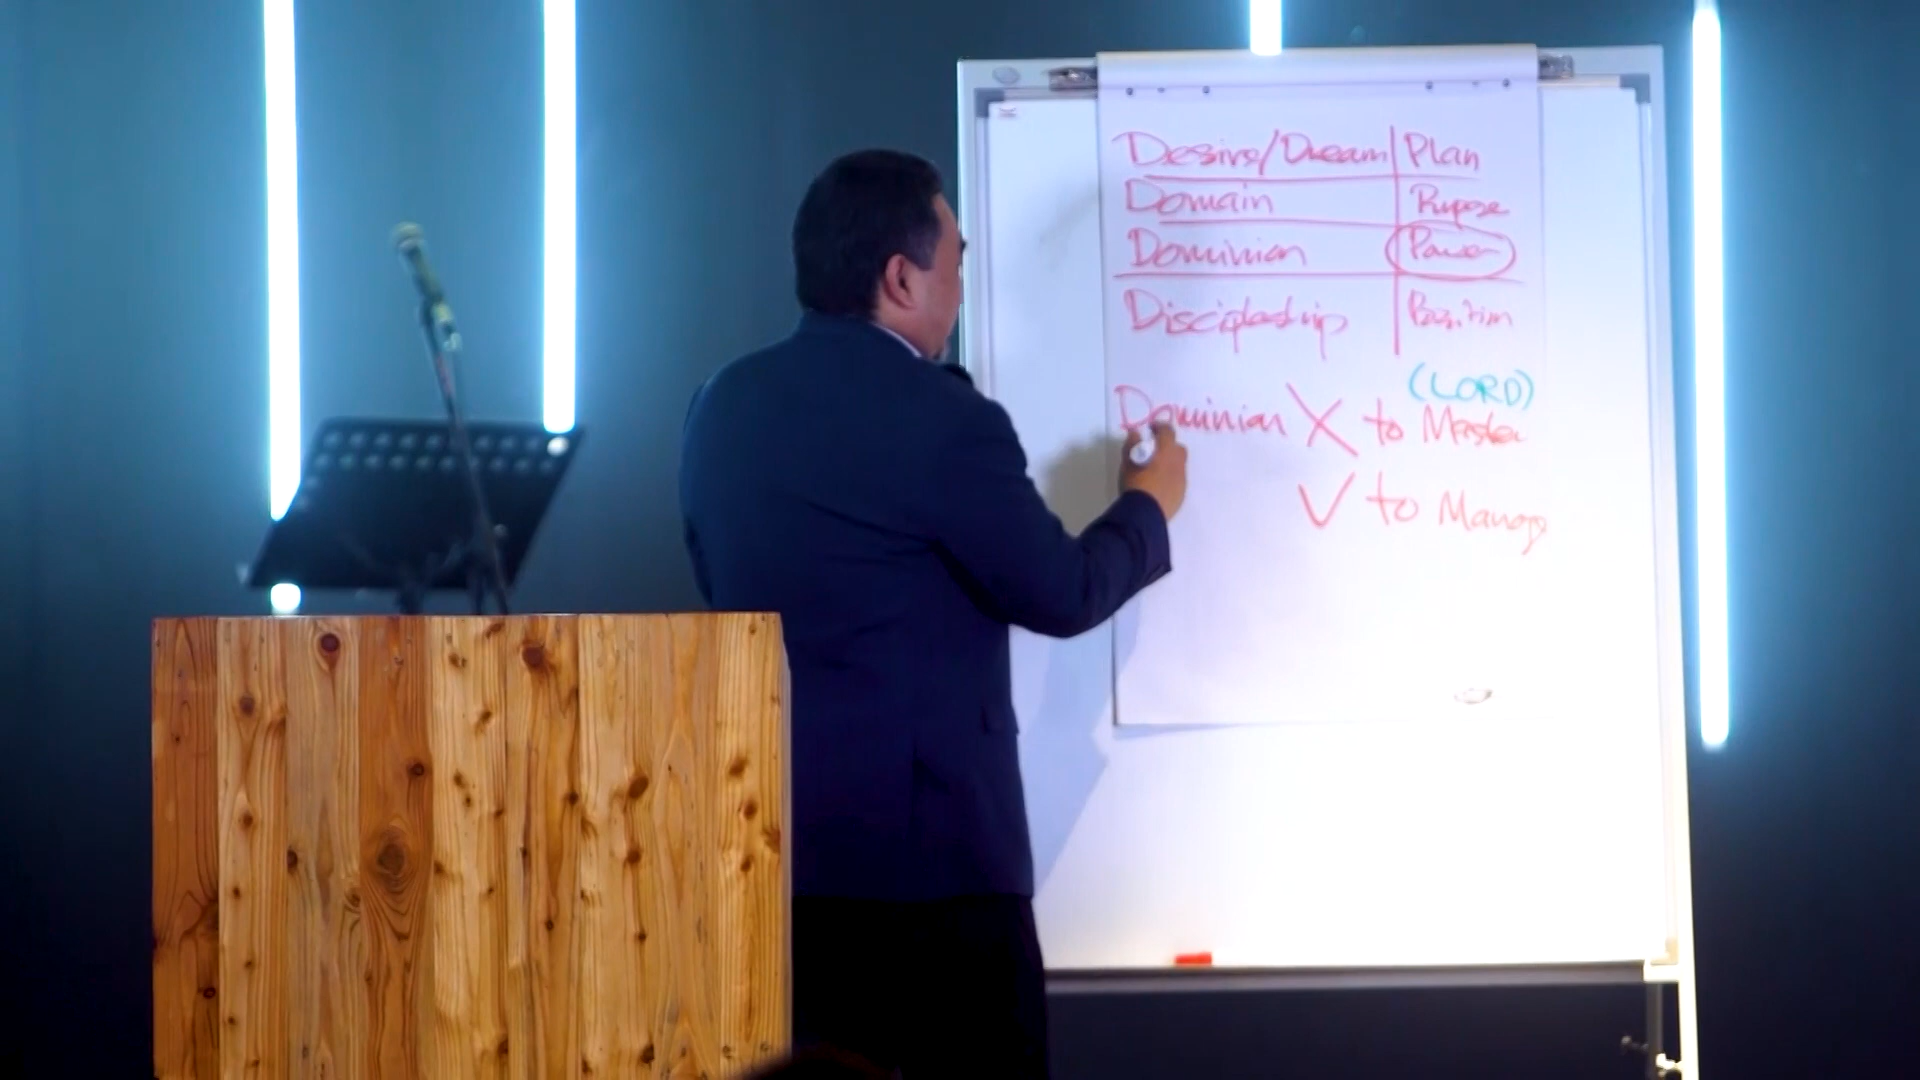 Desire/Dream Plan
Domain Purpose
Dominion Power
Discipleship Position
(LORD)
Dominion X to Master
V to Manage